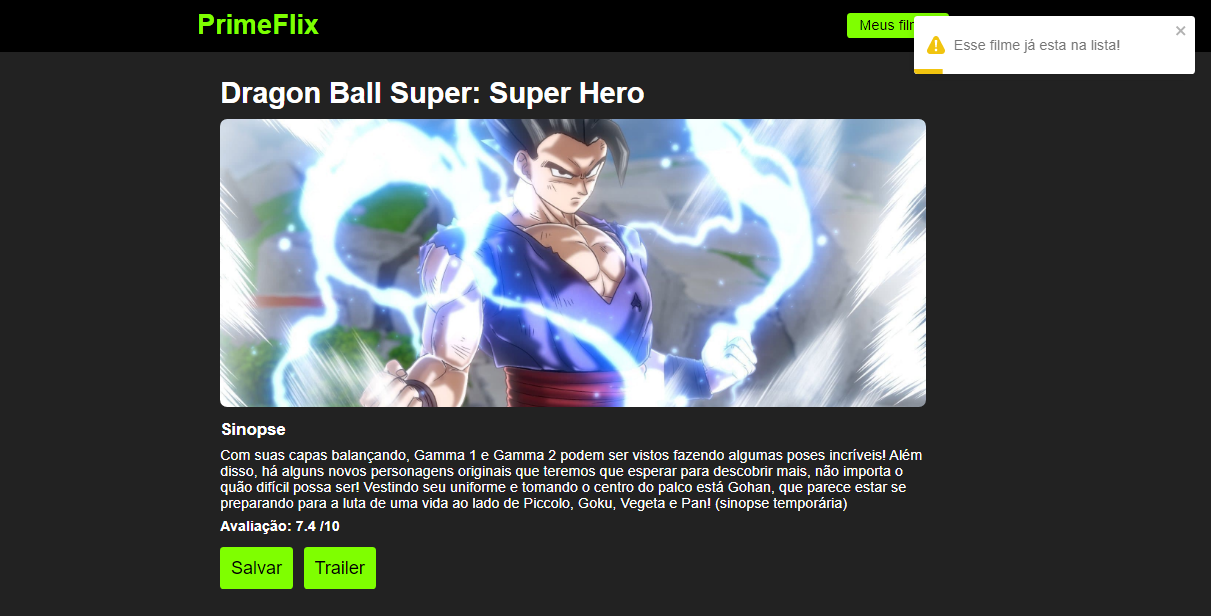 PrimeFlix
Meus film
Esse filme já esta na lista!
Dragon Ball Super: Super Hero
Sinopse
Com suas capas balançando, Gamma 1 e Gamma 2 podem ser vistos fazendo algumas poses incríveis! Além
disso, há alguns novos personagens originais que teremos que esperar para descobrir mais, não importa o
quão difícil possa ser! Vestindo seu uniforme e tomando o centro do palco está Gohan, que parece estar se
preparando para a luta de uma vida ao lado de Piccolo, Goku, Vegeta e Pan! (sinopse temporária)
Avaliação: 7.4 /10
Salvar
Trailer